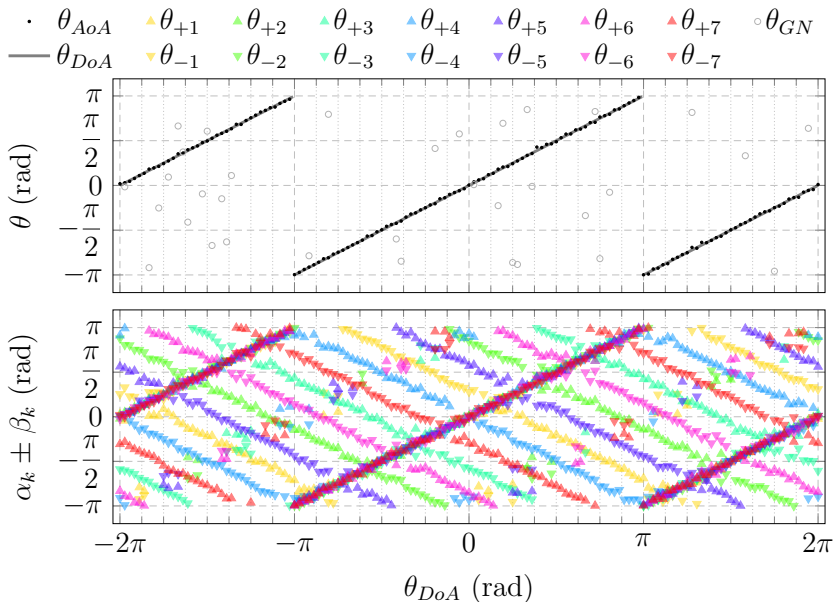 θ_AoA θ_+1 θ_+2 θ_+3 θ_+4 θ_+5 θ_+6 θ_+7 θ_GN
θ_DoA θ_−1 θ_−2 θ_−3 θ_−4 θ_−5 θ_−6 θ_−7
π
π/2
0
−π/2
−π
θ (rad)
π
π/2
0
−π/2
−π
α_k ± β_k (rad)
−2π −π 0 π 2π
θ_DoA (rad)